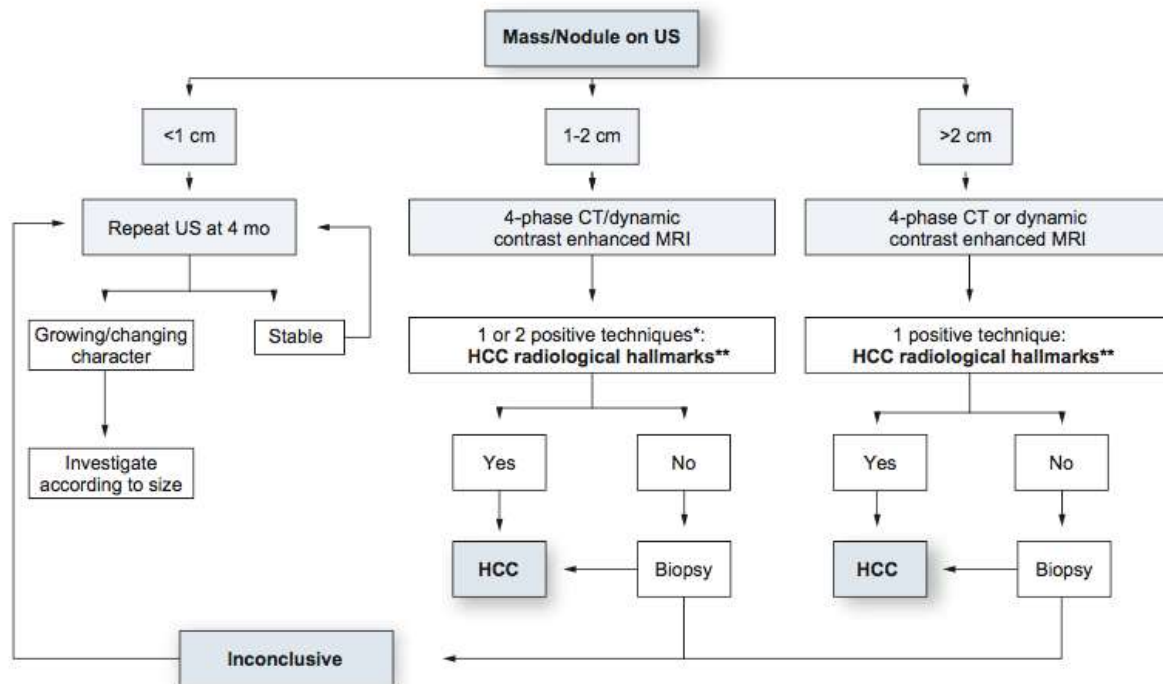 Mass/Nodule on US
<1 cm
1-2 cm
>2 cm
Repeat US at 4 mo
4-phase CT/dynamic
contrast enhanced MRI
4-phase CT or dynamic
contrast enhanced MRI
Growing/changing
character
Stable
1 or 2 positive techniques*:
HCC radiological hallmarks**
1 positive technique:
HCC radiological hallmarks**
Investigate
according to size
Yes
No
Yes
No
HCC
Biopsy
HCC
Biopsy
Inconclusive